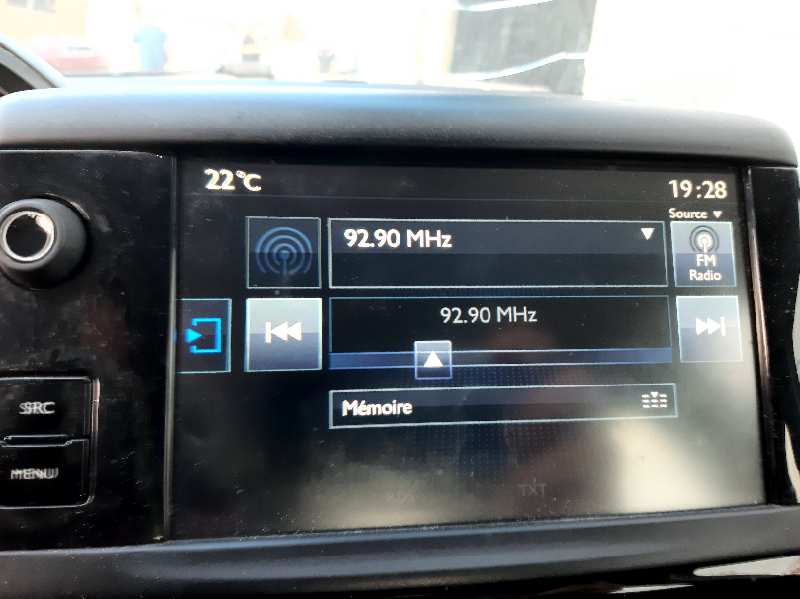 22°C
19:28
Source
92.90 MHz
FM
Radio
92.90 MHz
SRC
Mémoire
MENU
TXT